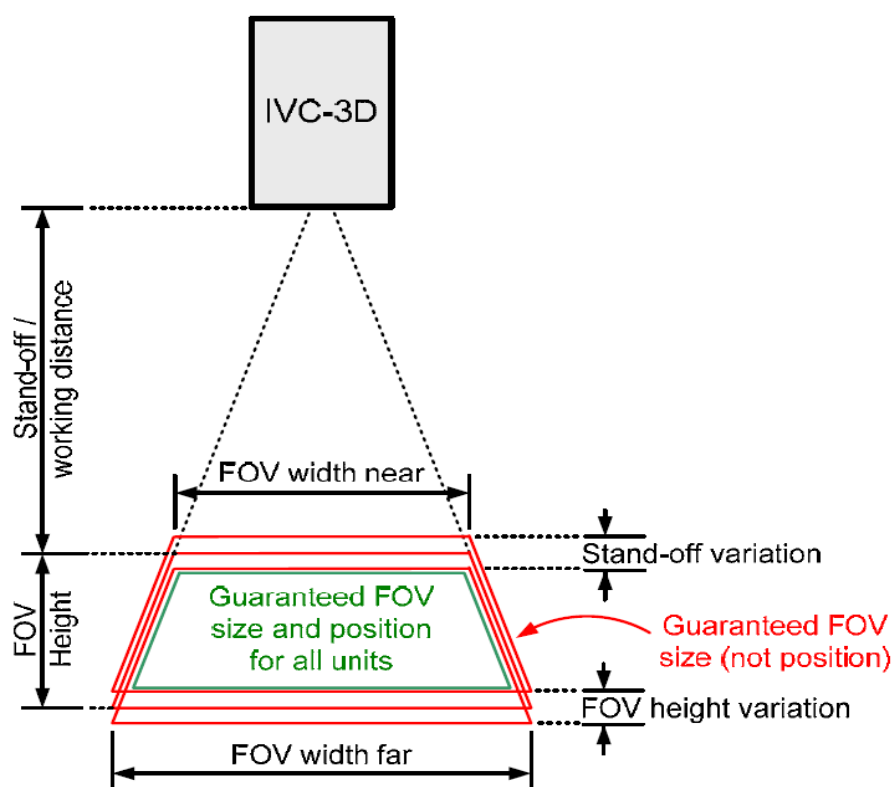 IVC-3D
Stand-off /
working distance
FOV width near
Stand-off variation
FOV
Height
Guaranteed FOV
size and position
for all units
Guaranteed FOV
size (not position)
FOV height variation
FOV width far